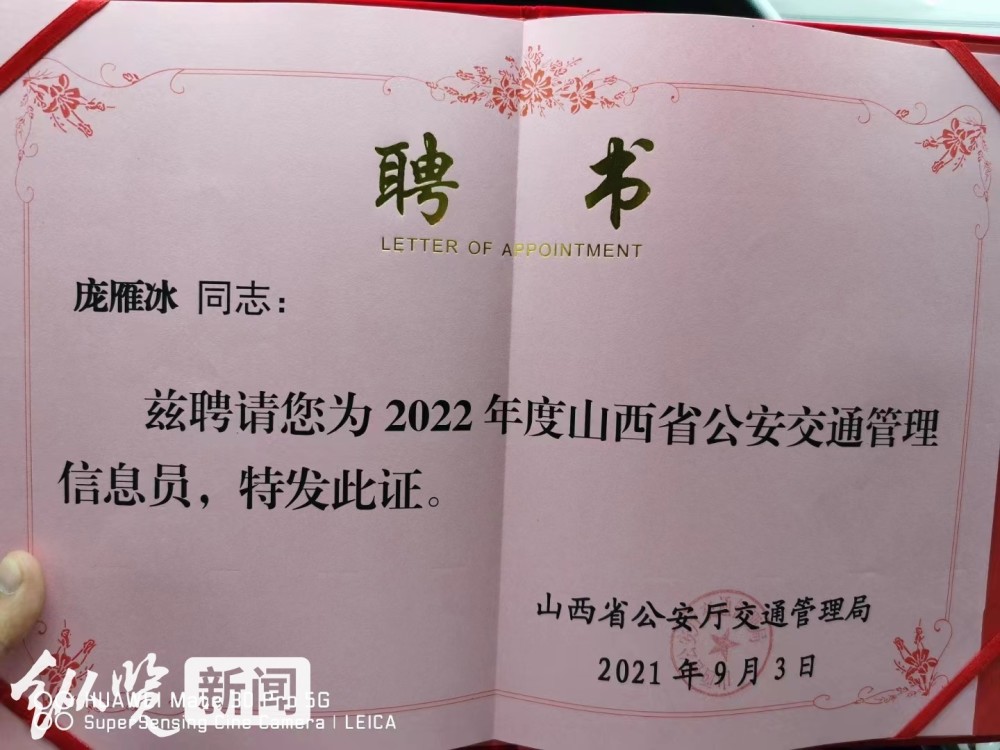 聘书
LETTER OF APPOINTMENT
庞雁冰 同志：
兹聘请您为 2022 年度山西省公安交通管理
信息员，特发此证。
山西省公安厅交通管理局
2021 年 9 月 3 日
纵览新闻
HUAWEI Mate 30 Pro 5G
SuperSensing Cine Camera | LEICA